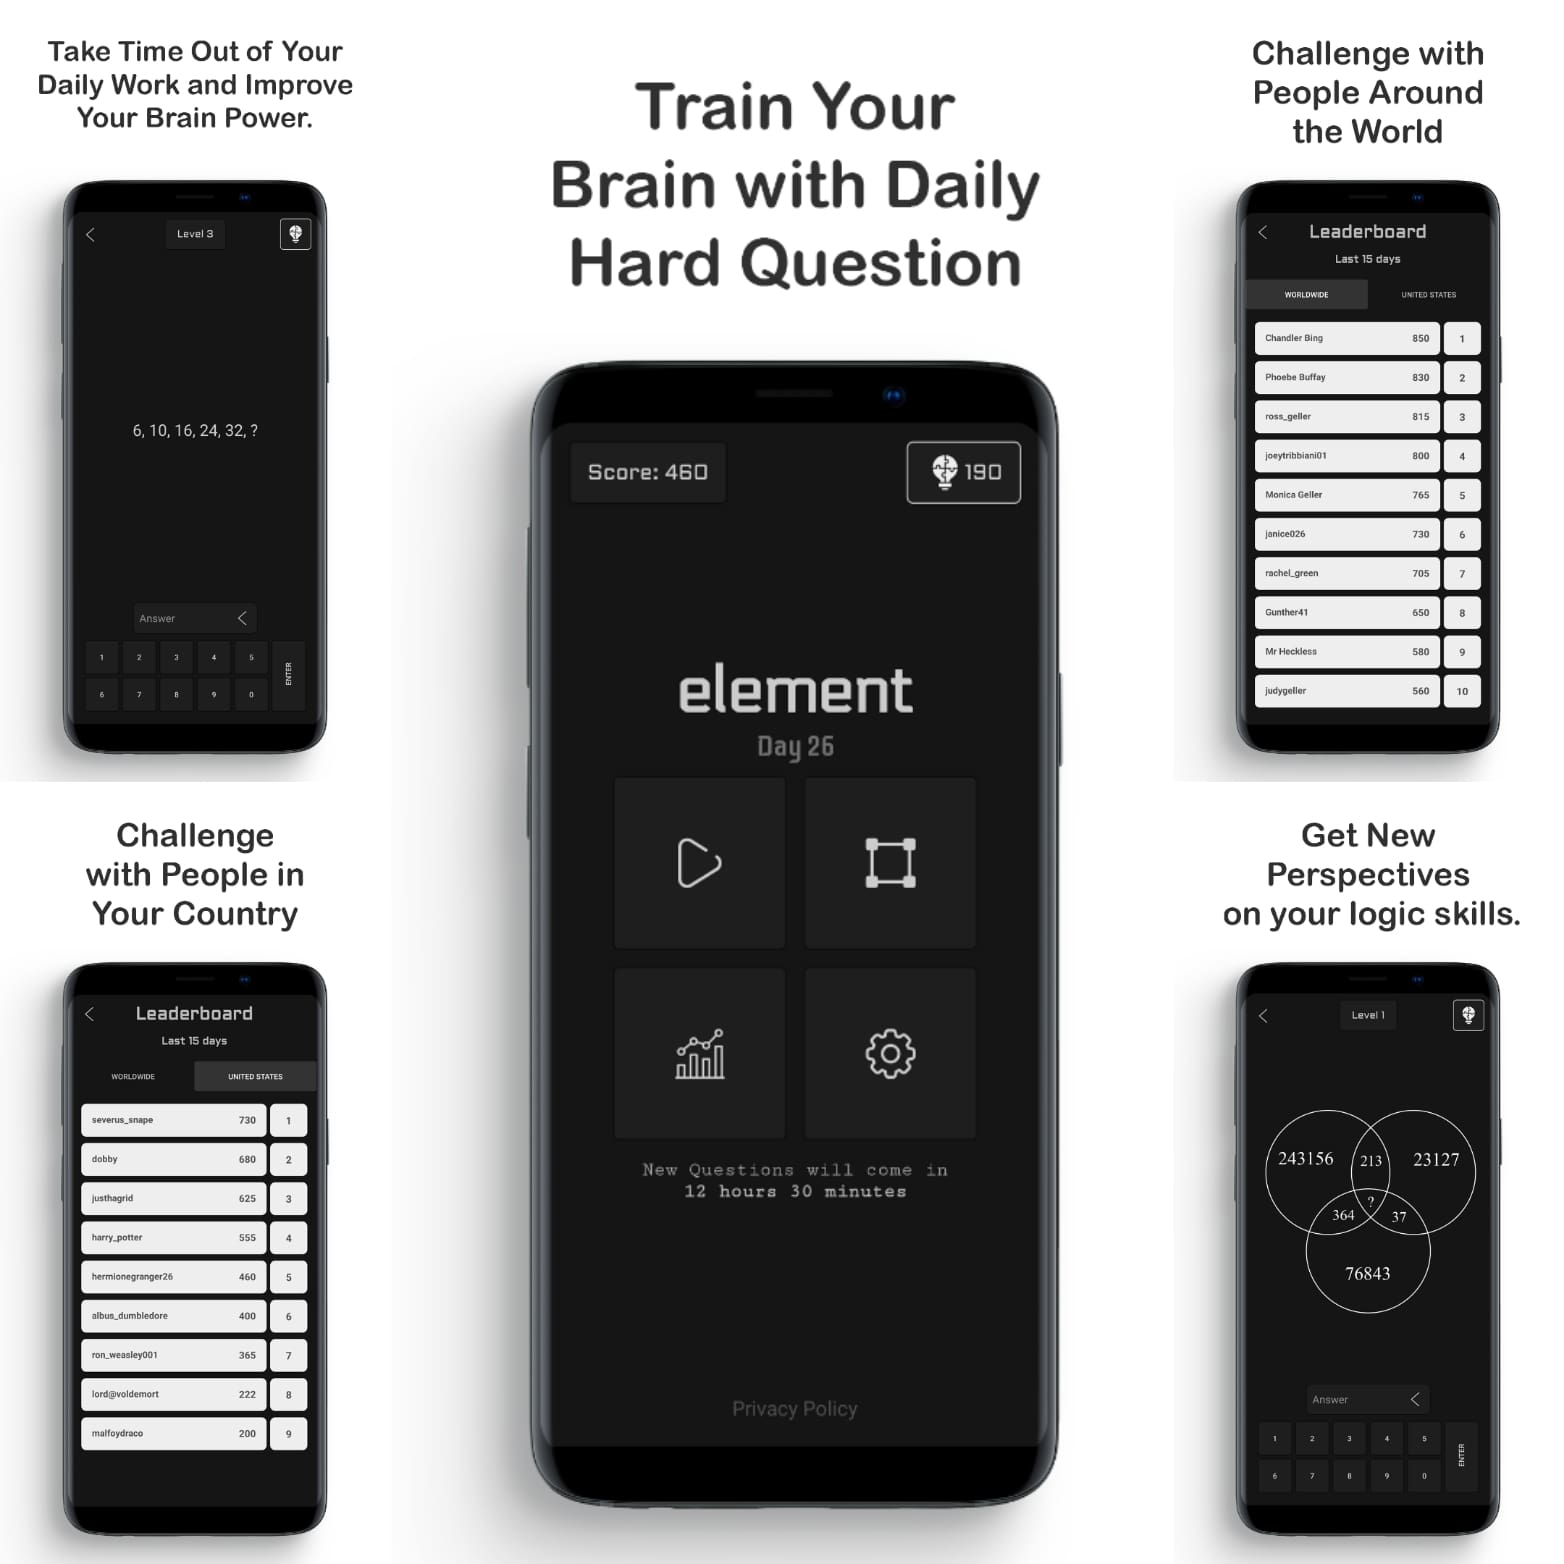 Take Time Out of Your
Daily Work and Improve
Your Brain Power.
Level 3
6, 10, 16, 24, 32, ?
Answer
1 2 3 4 5
ENTER
6 7 8 9 0
Challenge
with People in
Your Country
Leaderboard
Last 15 days
WORLDWIDE UNITED STATES
severus_snape 730 1
dobby 680 2
justhagrid 625 3
harry_potter 555 4
hermionegranger26 460 5
albus_dumbledore 400 6
ron_weasley001 365 7
lord@voldemort 222 8
malfoydraco 200 9
Train Your
Brain with Daily
Hard Question
Score: 460 190
element
Day 26
New Questions will come in
12 hours 30 minutes
Privacy Policy
Challenge with
People Around
the World
Leaderboard
Last 15 days
WORLDWIDE UNITED STATES
Chandler Bing 850 1
Phoebe Buffay 830 2
ross_geller 815 3
joeytribbiani01 800 4
Monica Geller 765 5
janice026 730 6
rachel_green 705 7
Gunther41 650 8
Mr Heckless 580 9
judygeller 560 10
Get New
Perspectives
on your logic skills.
Level 1
243156 213 23127
?
364 37
76843
Answer
1 2 3 4 5
ENTER
6 7 8 9 0